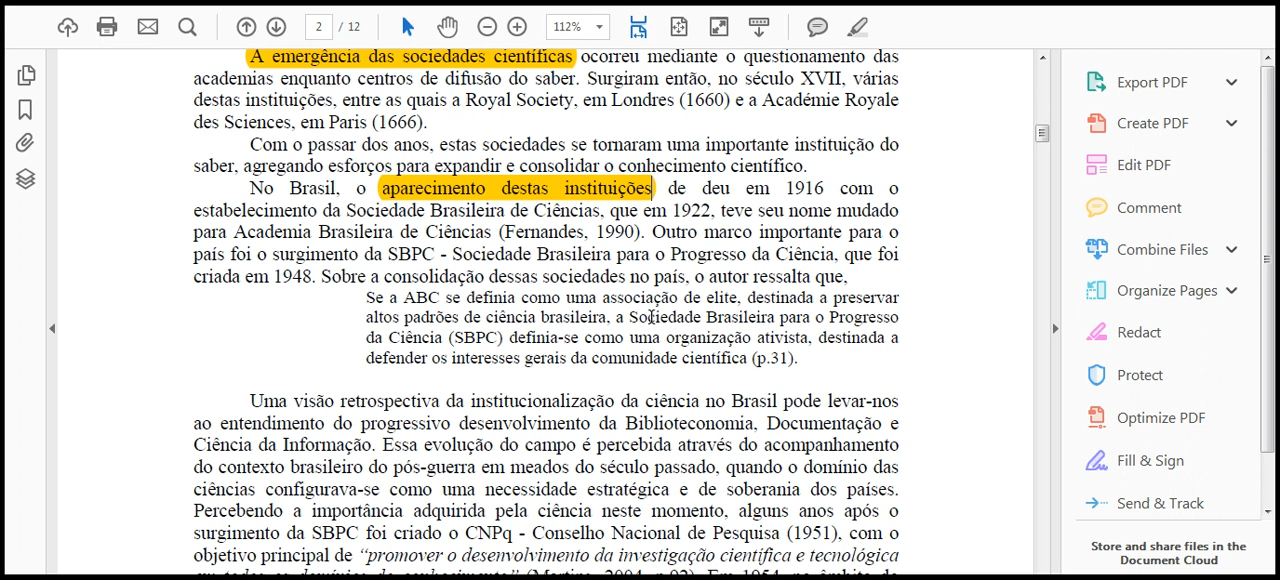 2 / 12
112%
A emergência das sociedades científicas ocorreu mediante o questionamento das
academias enquanto centros de difusão do saber. Surgiram então, no século XVII, várias
destas instituições, entre as quais a Royal Society, em Londres (1660) e a Académie Royale
des Sciences, em Paris (1666).
Com o passar dos anos, estas sociedades se tornaram uma importante instituição do
saber, agregando esforços para expandir e consolidar o conhecimento científico.
No Brasil, o aparecimento destas instituições de deu em 1916 com o
estabelecimento da Sociedade Brasileira de Ciências, que em 1922, teve seu nome mudado
para Academia Brasileira de Ciências (Fernandes, 1990). Outro marco importante para o
país foi o surgimento da SBPC - Sociedade Brasileira para o Progresso da Ciência, que foi
criada em 1948. Sobre a consolidação dessas sociedades no país, o autor ressalta que,
Se a ABC se definia como uma associação de elite, destinada a preservar
altos padrões de ciência brasileira, a Sociedade Brasileira para o Progresso
da Ciência (SBPC) definia-se como uma organização ativista, destinada a
defender os interesses gerais da comunidade científica (p.31).
Uma visão retrospectiva da institucionalização da ciência no Brasil pode levar-nos
ao entendimento do progressivo desenvolvimento da Biblioteconomia, Documentação e
Ciência da Informação. Essa evolução do campo é percebida através do acompanhamento
do contexto brasileiro do pós-guerra em meados do século passado, quando o domínio das
ciências configurava-se como uma necessidade estratégica e de soberania dos países.
Percebendo a importância adquirida pela ciência neste momento, alguns anos após o
surgimento da SBPC foi criado o CNPq - Conselho Nacional de Pesquisa (1951), com o
objetivo principal de “promover o desenvolvimento da investigação científica e tecnológica
Export PDF
Create PDF
Edit PDF
Comment
Combine Files
Organize Pages
Redact
Protect
Optimize PDF
Fill & Sign
Send & Track
Store and share files in the
Document Cloud